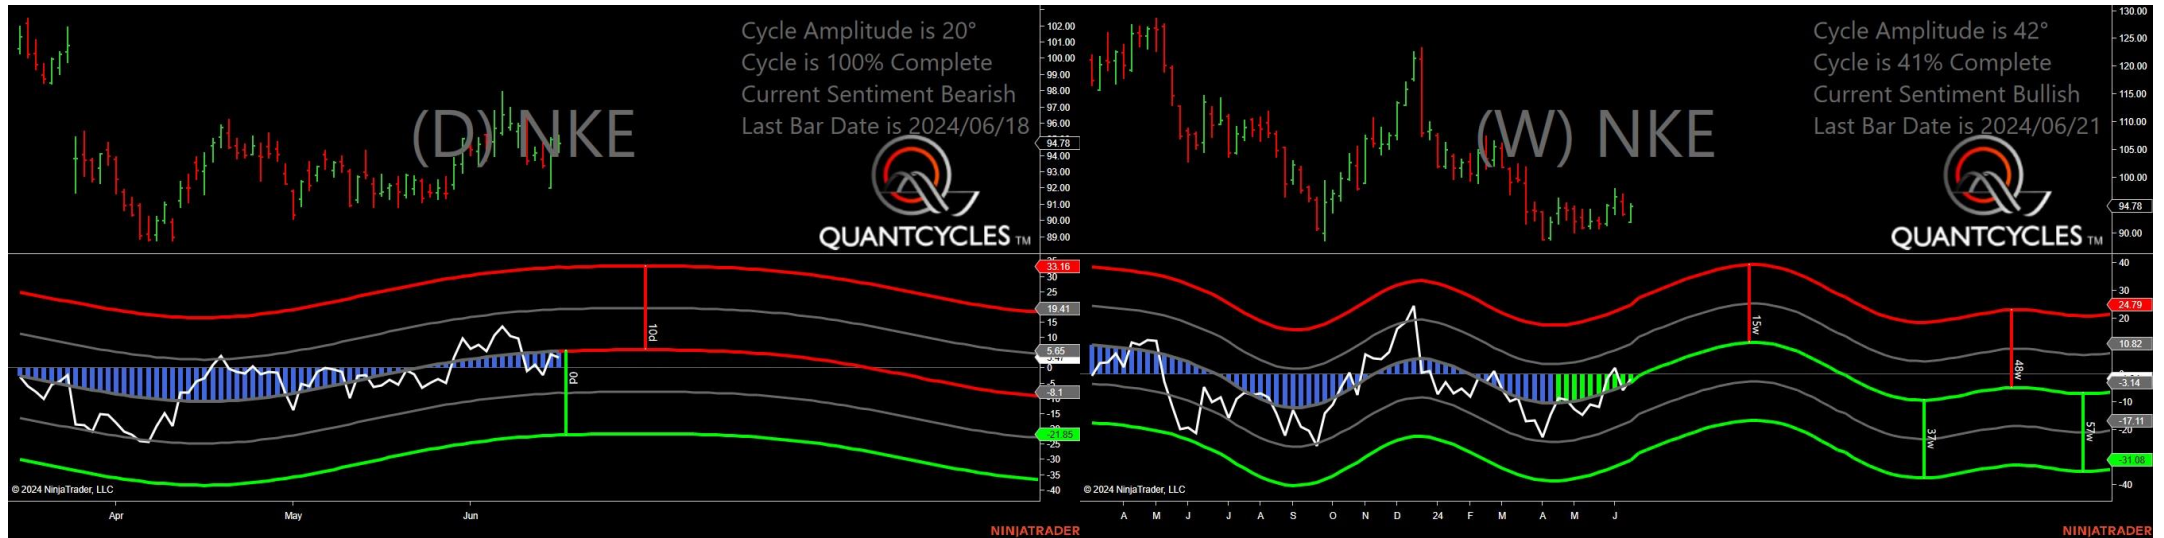 Cycle Amplitude is 20°
Cycle is 100% Complete
Current Sentiment Bearish
Last Bar Date is 2024/06/18
(D) NKE
QUANTCYCLES TM
102.00
100.00
99.00
98.00
97.00
96.00
94.78
94.00
93.00
92.00
91.00
90.00
89.00
33.16
30
25
19.41
15
10
5.65
0
-5
-8.1
-10
-15
-21.85
-25
-30
-35
-40
10d
0d
© 2024 NinjaTrader, LLC
Apr May Jun
NINJATRADER
Cycle Amplitude is 42°
Cycle is 41% Complete
Current Sentiment Bullish
Last Bar Date is 2024/06/21
(W) NKE
QUANTCYCLES TM
130.00
125.00
120.00
115.00
110.00
105.00
100.00
94.78
90.00
40
30
24.79
20
10.82
-3.14
-10
-17.11
-20
-31.08
-40
15w
48w
37w
57w
© 2024 NinjaTrader, LLC
A M J J A S O N D 24 F M A M J
NINJATRADER